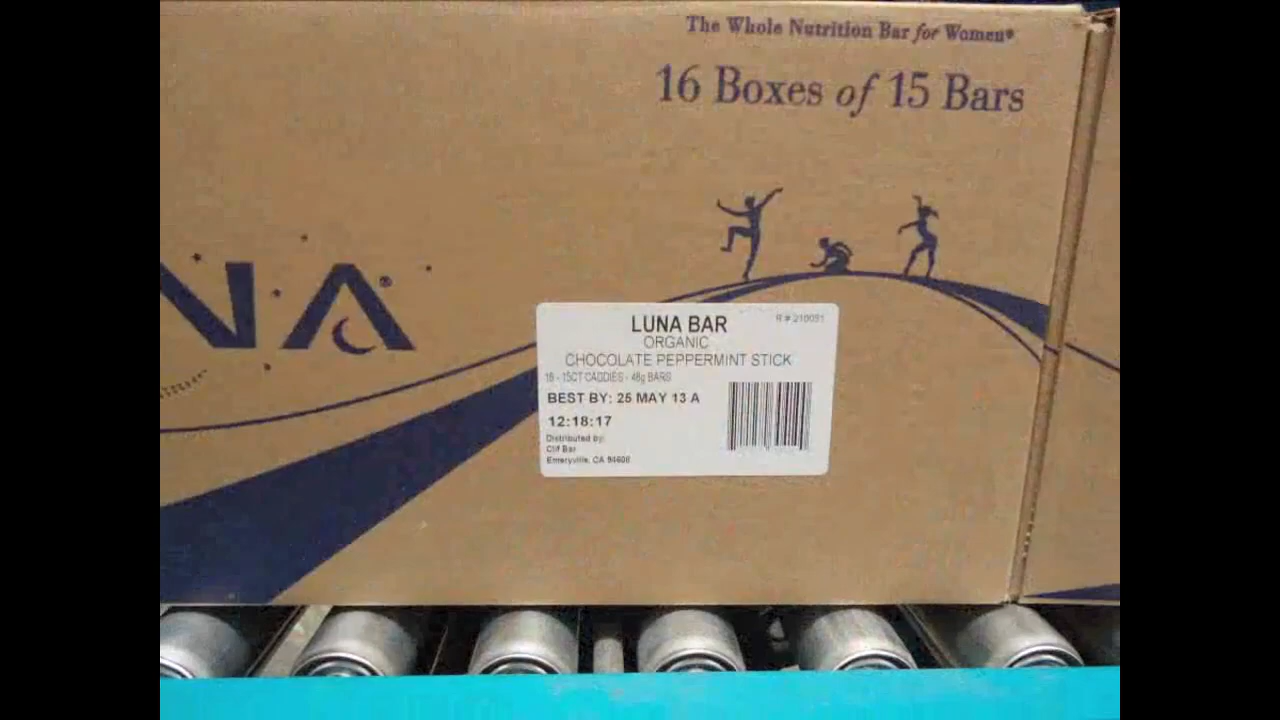 The Whole Nutrition Bar for Women®
16 Boxes of 15 Bars
NA
LUNA BAR
R # 210051
ORGANIC
CHOCOLATE PEPPERMINT STICK
16 - 15CT CADDIES - 48g BARS
BEST BY: 25 MAY 13 A
12:18:17
Distributed by:
Clif Bar
Emeryville, CA 94608